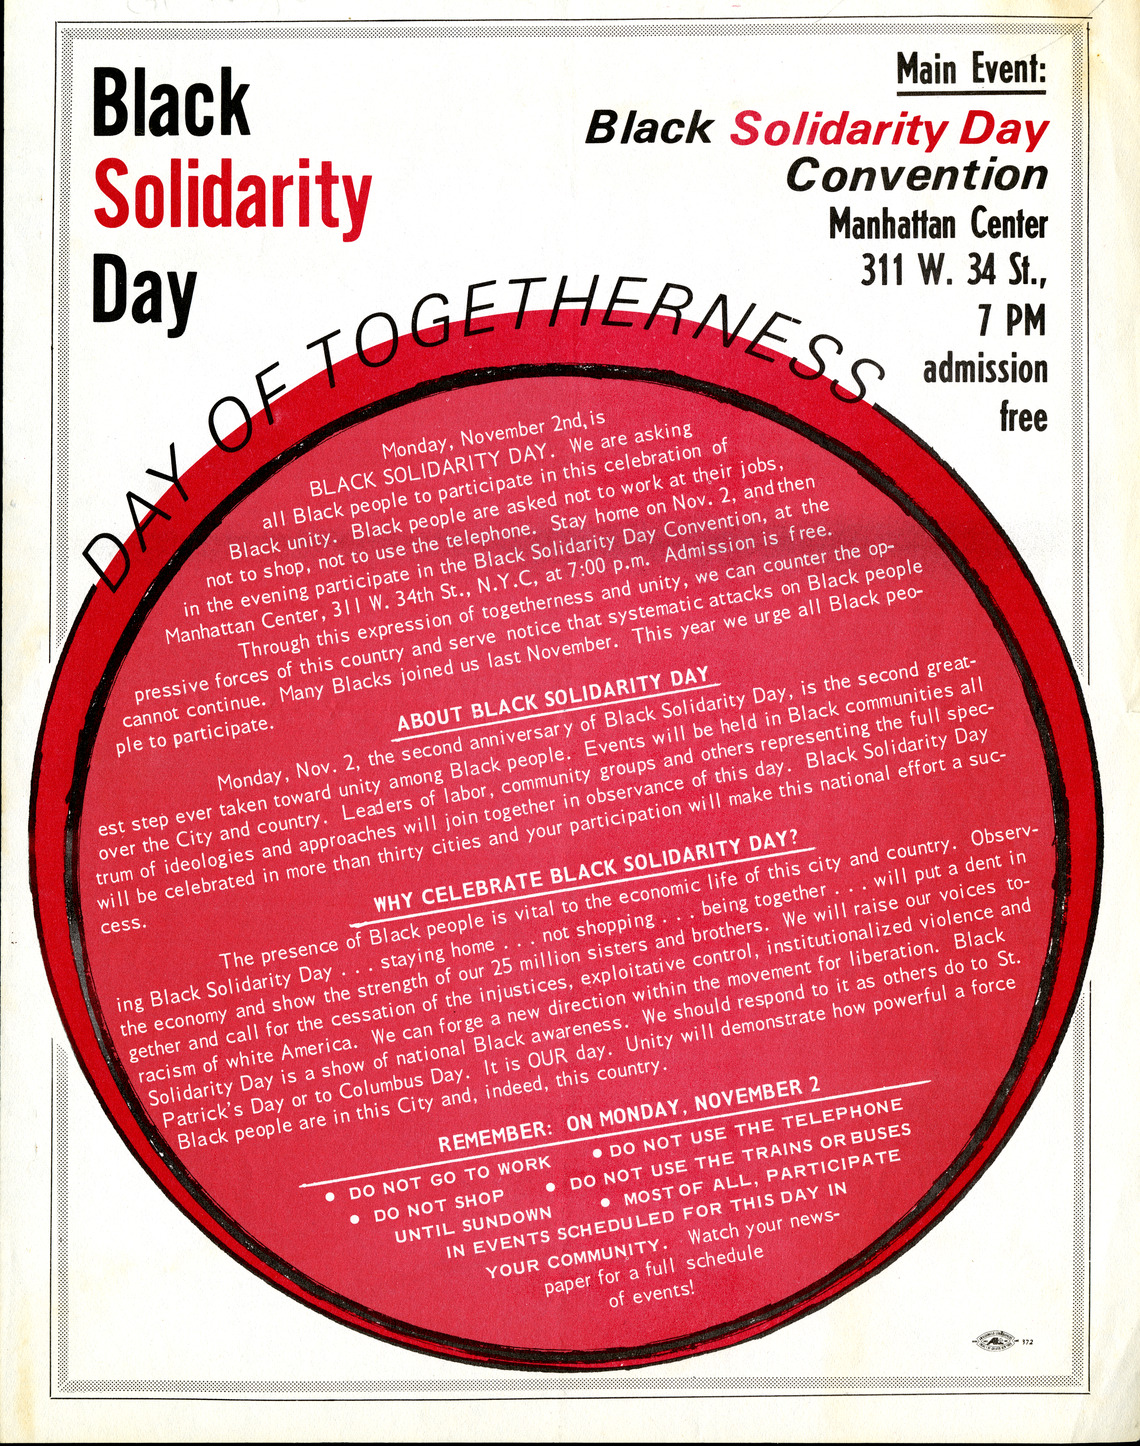 Black
Solidarity
Day
Main Event:
Black Solidarity Day
Convention
Manhattan Center
311 W. 34 St.,
7 PM
admission
free
DAY OF TOGETHERNESS
Monday, November 2nd, is
BLACK SOLIDARITY DAY. We are asking
all Black people to participate in this celebration of
Black unity. Black people are asked not to work at their jobs,
not to shop, not to use the telephone. Stay home on Nov. 2, and then
in the evening participate in the Black Solidarity Day Convention, at the
Manhattan Center, 311 W. 34th St., N.Y.C, at 7:00 p.m. Admission is free.
Through this expression of togetherness and unity, we can counter the op-
pressive forces of this country and serve notice that systematic attacks on Black people
cannot continue. Many Blacks joined us last November. This year we urge all Black peo-
ple to participate.
ABOUT BLACK SOLIDARITY DAY
Monday, Nov. 2, the second anniversary of Black Solidarity Day, is the second great-
est step ever taken toward unity among Black people. Events will be held in Black communities all
over the City and country. Leaders of labor, community groups and others representing the full spec-
trum of ideologies and approaches will join together in observance of this day. Black Solidarity Day
will be celebrated in more than thirty cities and your participation will make this national effort a suc-
cess.
WHY CELEBRATE BLACK SOLIDARITY DAY?
The presence of Black people is vital to the economic life of this city and country. Observ-
ing Black Solidarity Day . . . staying home . . . not shopping . . . being together . . . will put a dent in
the economy and show the strength of our 25 million sisters and brothers. We will raise our voices to-
gether and call for the cessation of the injustices, exploitative control, institutionalized violence and
racism of white America. We can forge a new direction within the movement for liberation. Black
Solidarity Day is a show of national Black awareness. We should respond to it as others do to St.
Patrick's Day or to Columbus Day. It is OUR day. Unity will demonstrate how powerful a force
Black people are in this City and, indeed, this country.
REMEMBER: ON MONDAY, NOVEMBER 2
• DO NOT GO TO WORK • DO NOT USE THE TELEPHONE
• DO NOT SHOP • DO NOT USE THE TRAINS OR BUSES
UNTIL SUNDOWN • MOST OF ALL, PARTICIPATE
IN EVENTS SCHEDULED FOR THIS DAY IN
YOUR COMMUNITY. Watch your news-
paper for a full schedule
of events!
372